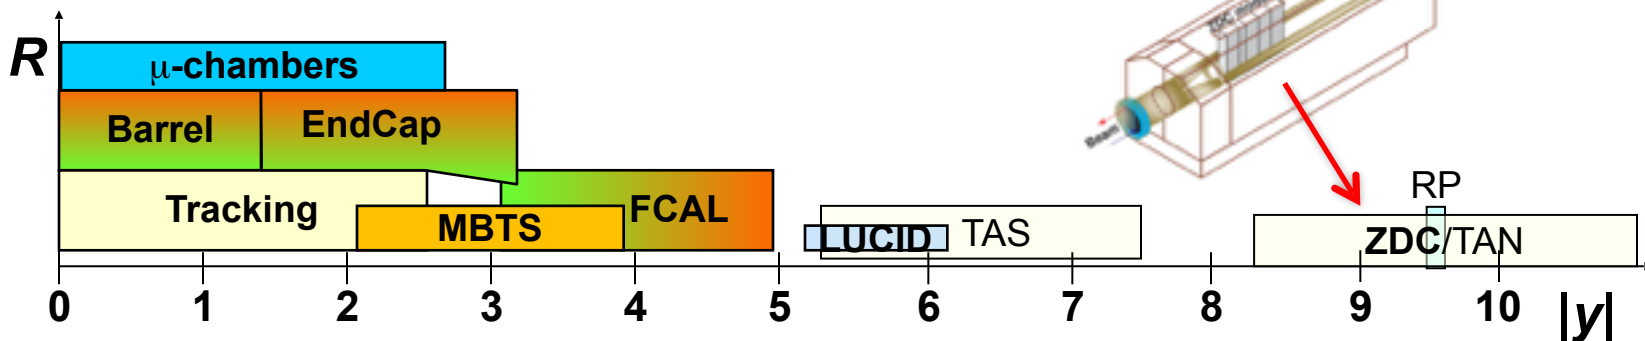 R
μ-chambers
Barrel
EndCap
Tracking
MBTS
FCAL
LUCID
TAS
Beam
RP
ZDC/TAN
0 1 2 3 4 5 6 7 8 9 10 |y|